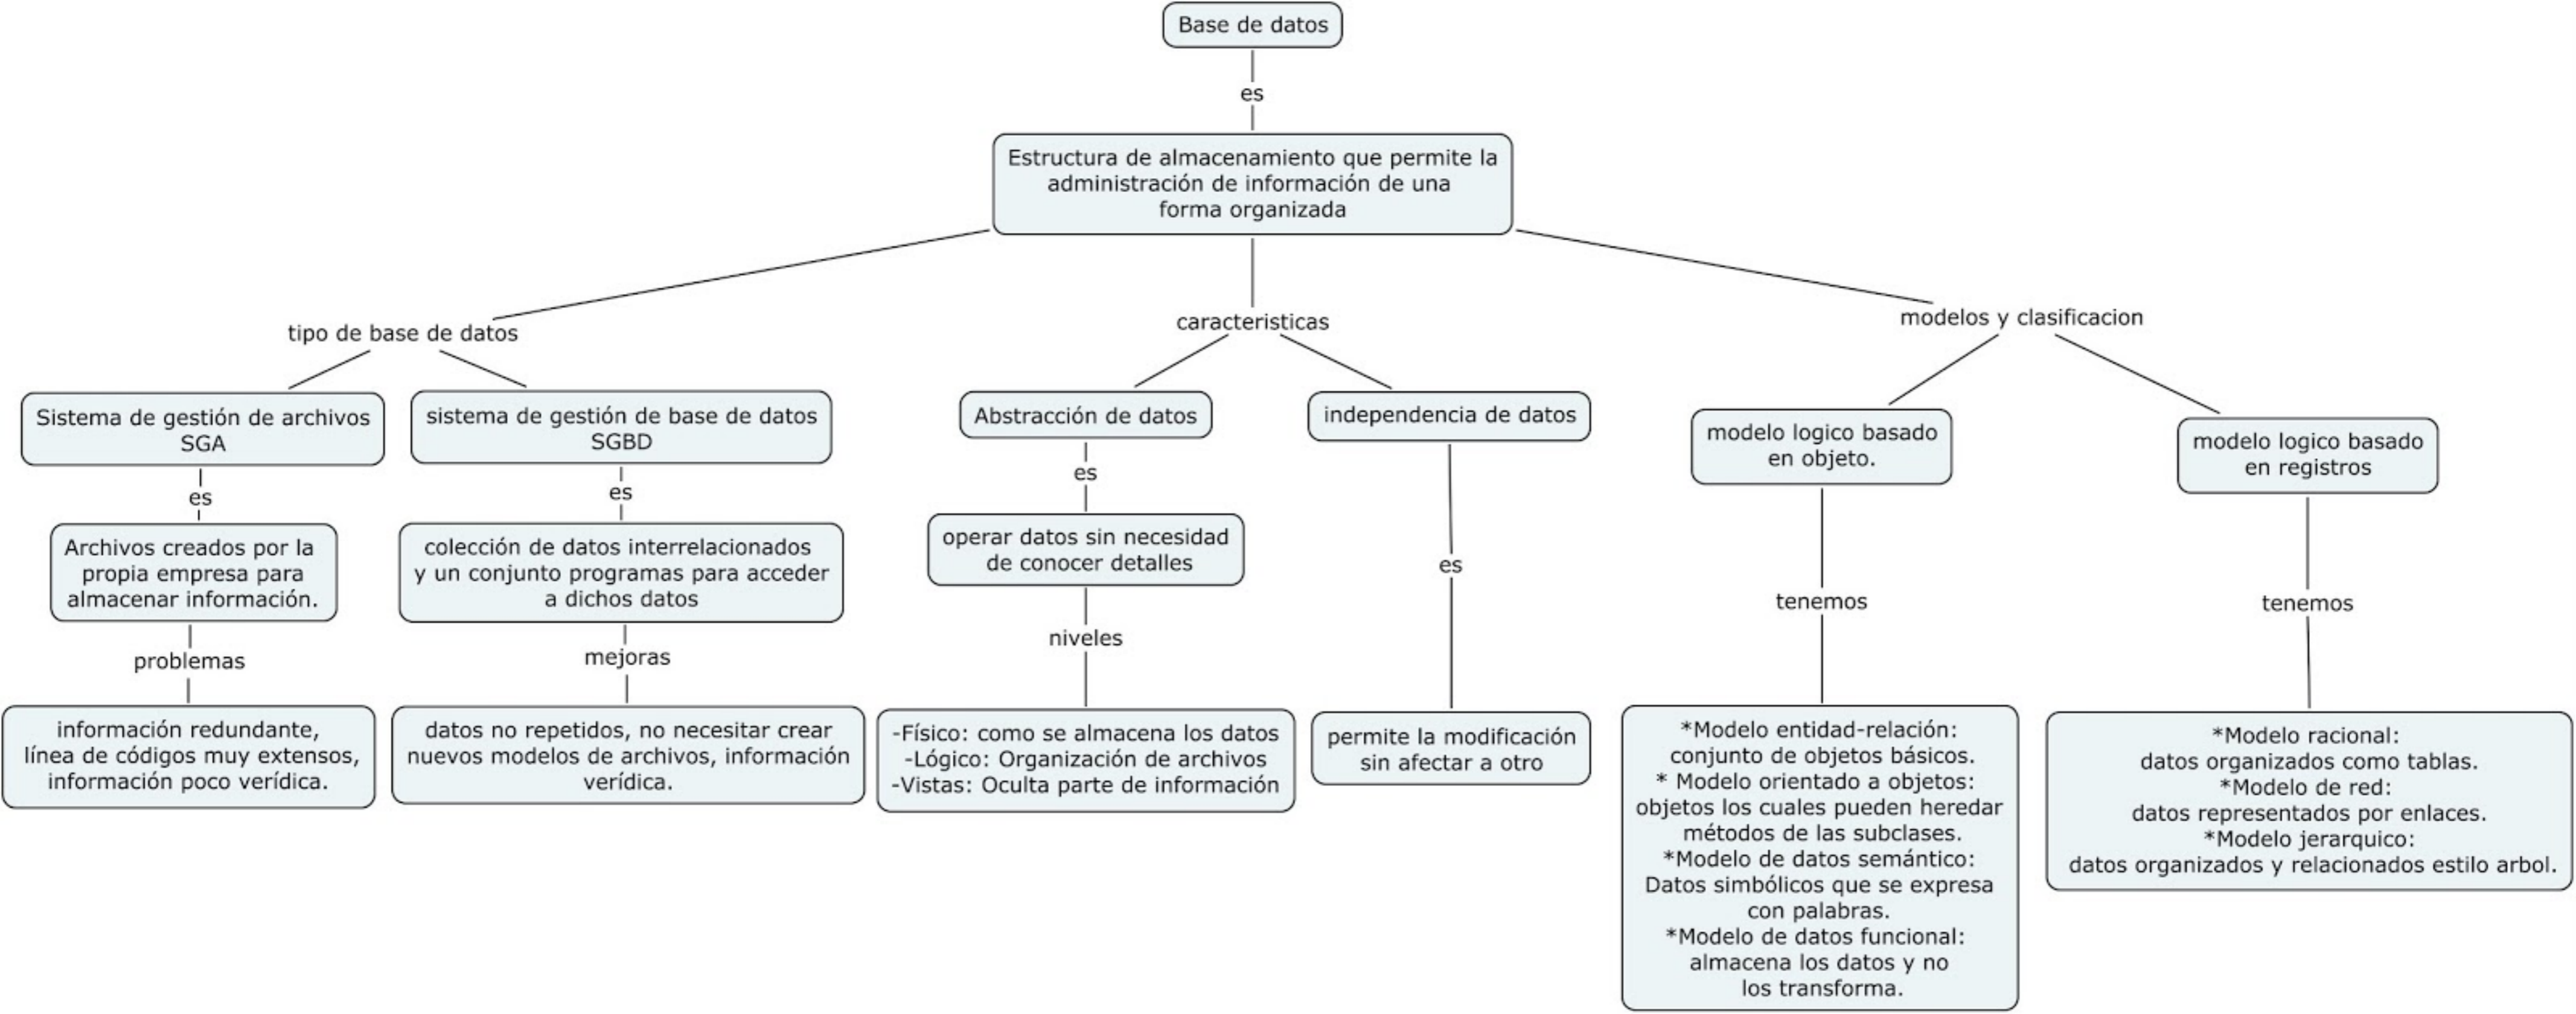 Base de datos
es
Estructura de almacenamiento que permite la
administración de información de una
forma organizada
tipo de base de datos
Sistema de gestión de archivos
SGA
es
Archivos creados por la
propia empresa para
almacenar información.
problemas
información redundante,
línea de códigos muy extensos,
información poco verídica.
sistema de gestión de base de datos
SGBD
es
colección de datos interrelacionados
y un conjunto programas para acceder
a dichos datos
mejoras
datos no repetidos, no necesitar crear
nuevos modelos de archivos, información
verídica.
caracteristicas
Abstracción de datos
es
operar datos sin necesidad
de conocer detalles
niveles
-Físico: como se almacena los datos
-Lógico: Organización de archivos
-Vistas: Oculta parte de información
independencia de datos
es
permite la modificación
sin afectar a otro
modelos y clasificacion
modelo logico basado
en objeto.
tenemos
*Modelo entidad-relación:
conjunto de objetos básicos.
* Modelo orientado a objetos:
objetos los cuales pueden heredar
métodos de las subclases.
*Modelo de datos semántico:
Datos simbólicos que se expresa
con palabras.
*Modelo de datos funcional:
almacena los datos y no
los transforma.
modelo logico basado
en registros
tenemos
*Modelo racional:
datos organizados como tablas.
*Modelo de red:
datos representados por enlaces.
*Modelo jerarquico:
datos organizados y relacionados estilo arbol.